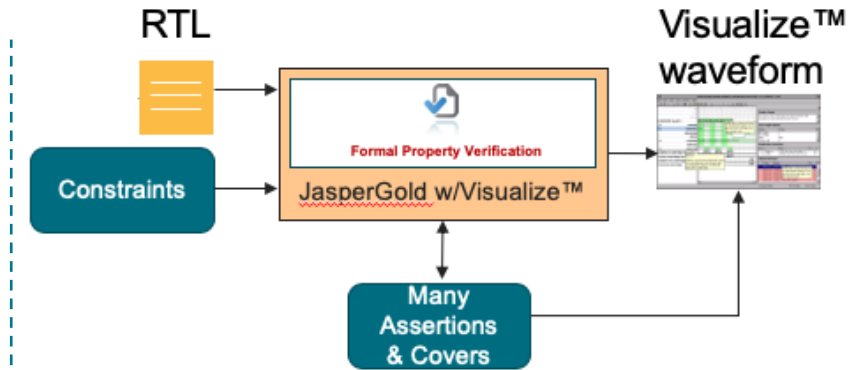 RTL
Visualize™
waveform
Formal Property Verification
Constraints
JasperGold w/Visualize™
Many
Assertions
& Covers